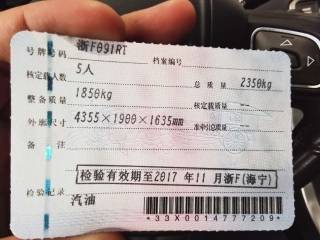 号牌号码 浙F091RT 档案编号
核定载人数 5人 总质量 2350kg
整备质量 1850kg 核定载质量 --
外廓尺寸 4355×1900×1635mm 准牵引总质量 --
备注
检验有效期至2017年11月浙F(海宁)
检验记录
汽油
*33X0014777209*